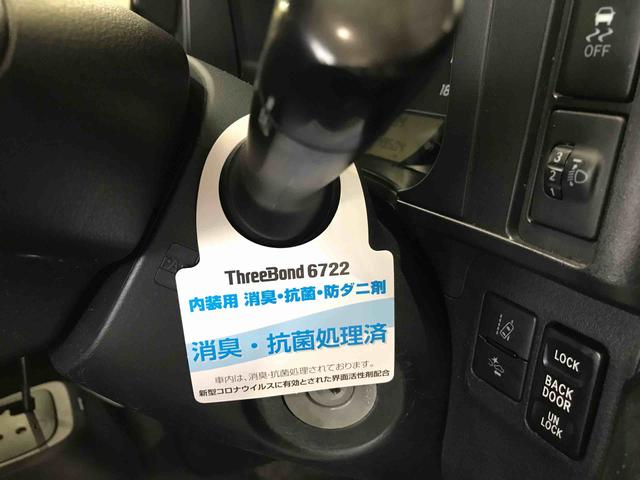 ThreeBond 6722
内装用 消臭・抗菌・防ダニ剤
消臭・抗菌処理済
車内は、消臭・抗菌処理されております。
新型コロナウイルスに有効とされた界面活性剤配合
OFF
3
2
1
LOCK
BACK
DOOR
UN
LOCK